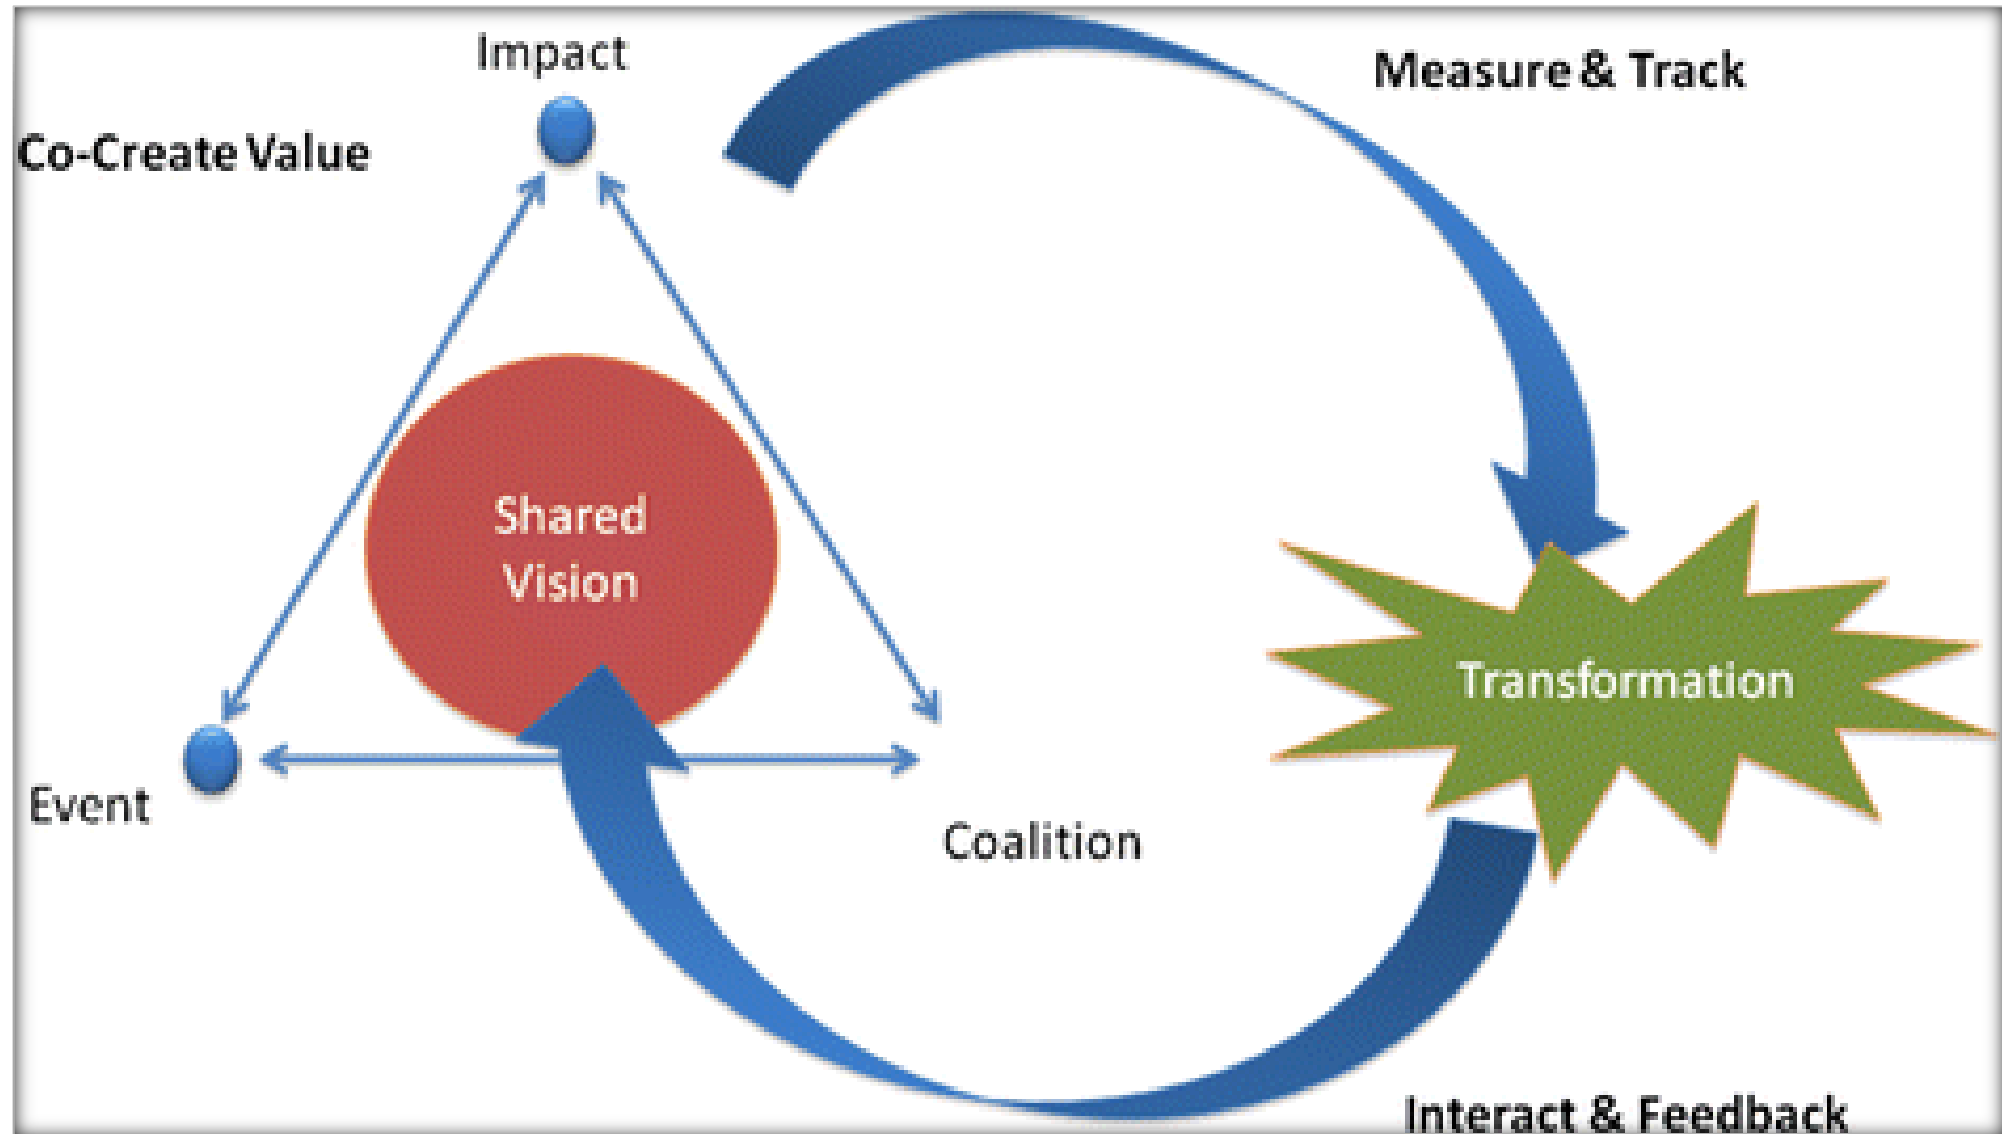 Impact
Measure & Track
Co-Create Value
Shared
Vision
Transformation
Event
Coalition
Interact & Feedback